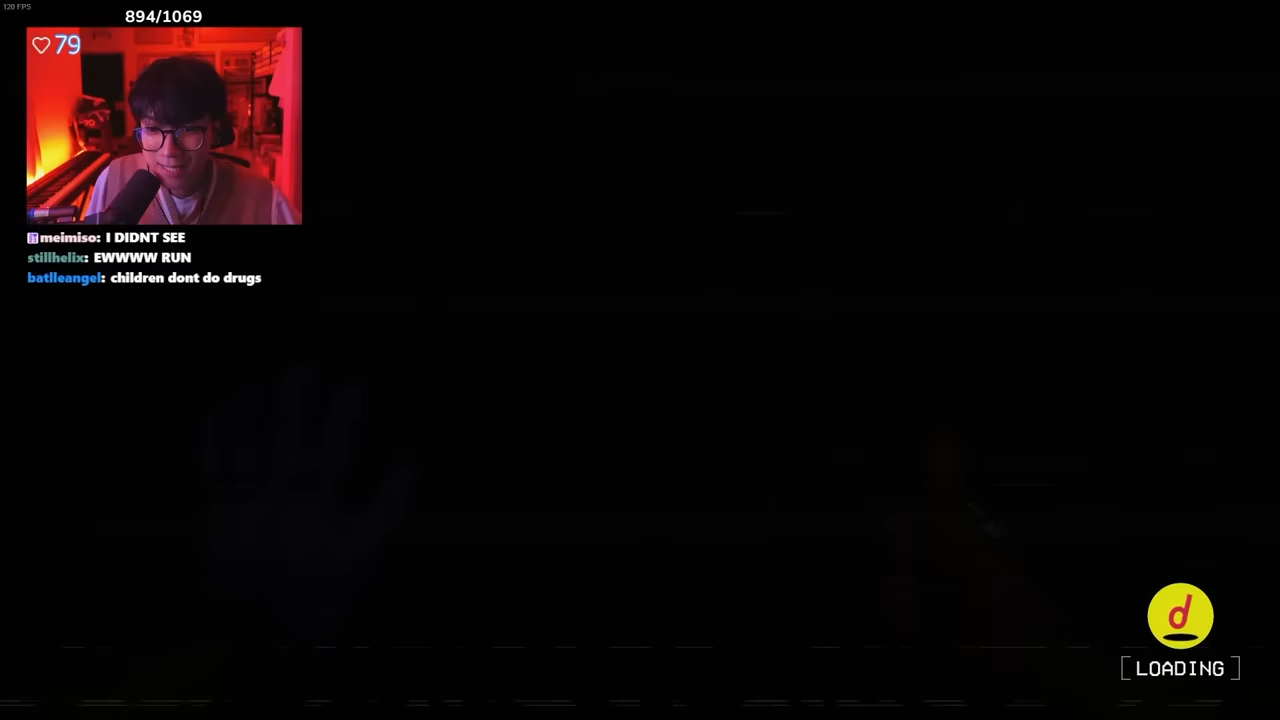 120 FPS
894/1069
79
meimiso: I DIDNT SEE
stillhelix: EWWWW RUN
batlleangel: children dont do drugs
d
LOADING